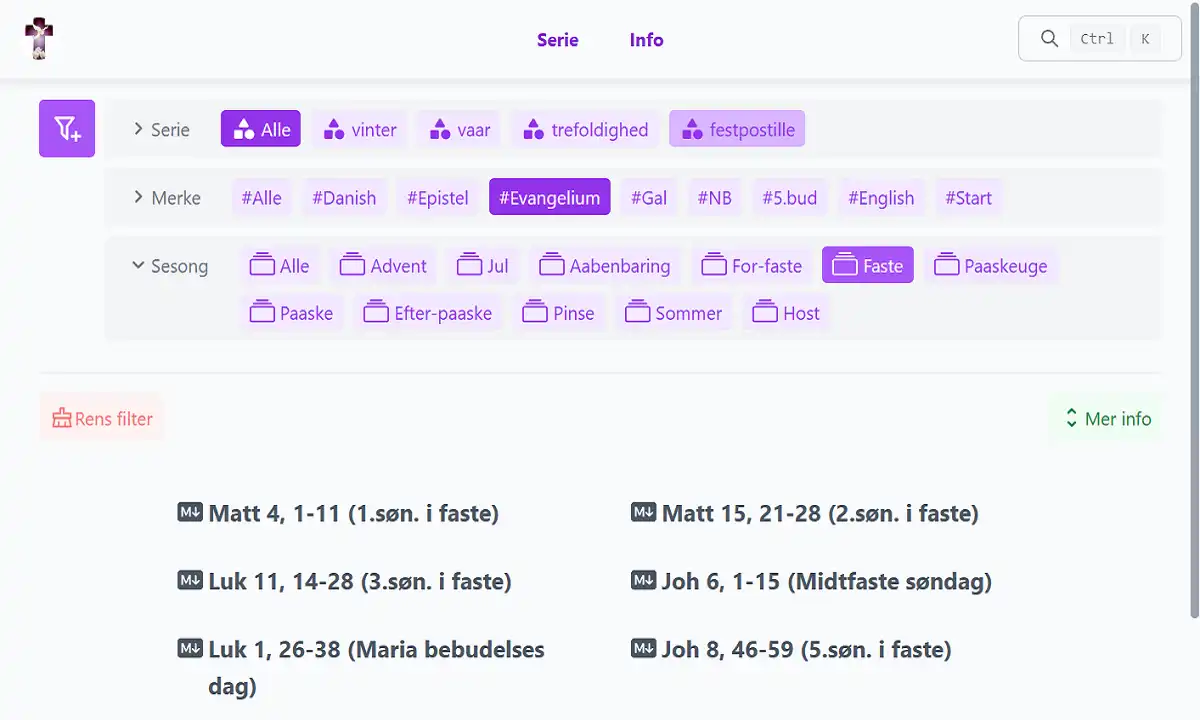 Serie Info Ctrl K
Serie Alle vinter vaar trefoldighed festpostille
Merke #Alle #Danish #Epistel #Evangelium #Gal #NB #5.bud #English #Start
Sesong Alle Advent Jul Aabenbaring For-faste Faste Paaskeuge
Paaske Efter-paaske Pinse Sommer Host
Rens filter Mer info
M↓ Matt 4, 1-11 (1.søn. i faste) M↓ Matt 15, 21-28 (2.søn. i faste)
M↓ Luk 11, 14-28 (3.søn. i faste) M↓ Joh 6, 1-15 (Midtfaste søndag)
M↓ Luk 1, 26-38 (Maria bebudelses M↓ Joh 8, 46-59 (5.søn. i faste)
dag)